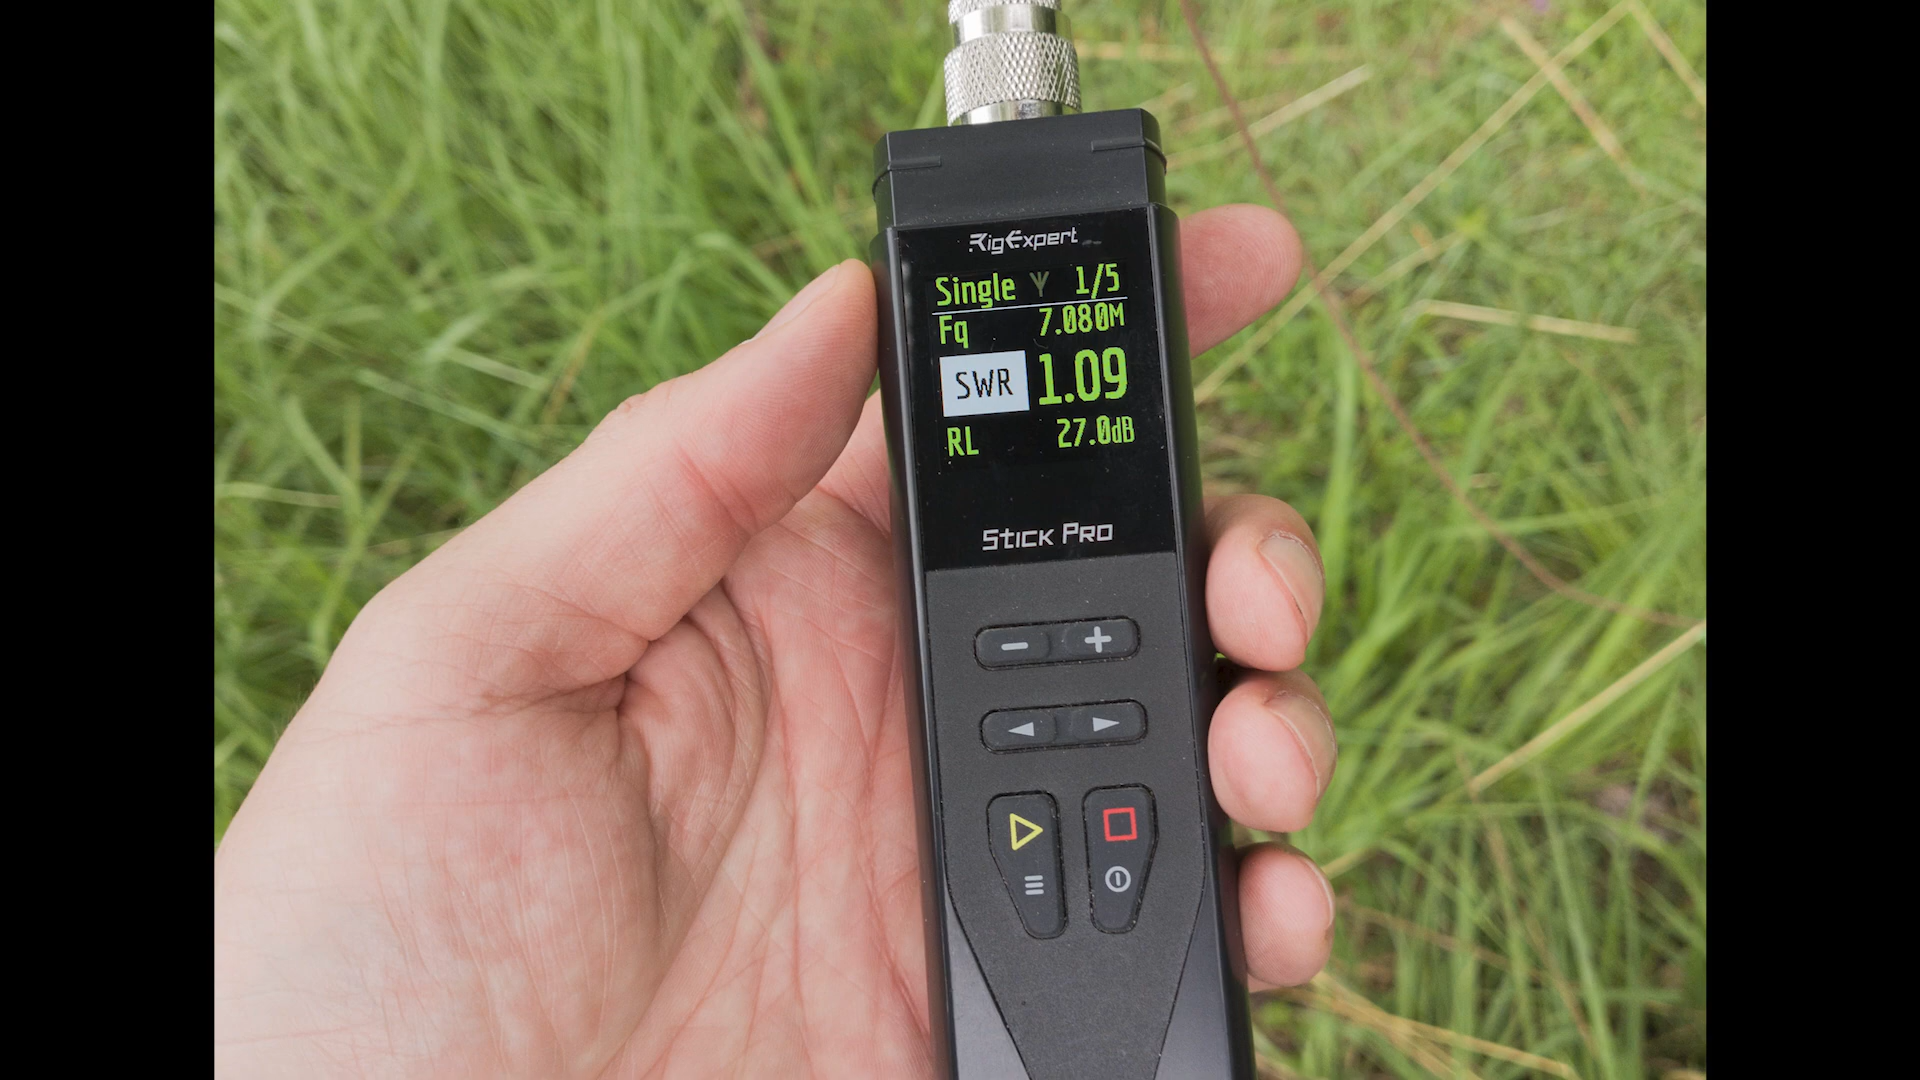 RigExpert
Single 1/5
Fq 7.080M
SWR 1.09
RL 27.0dB
Stick Pro
- +